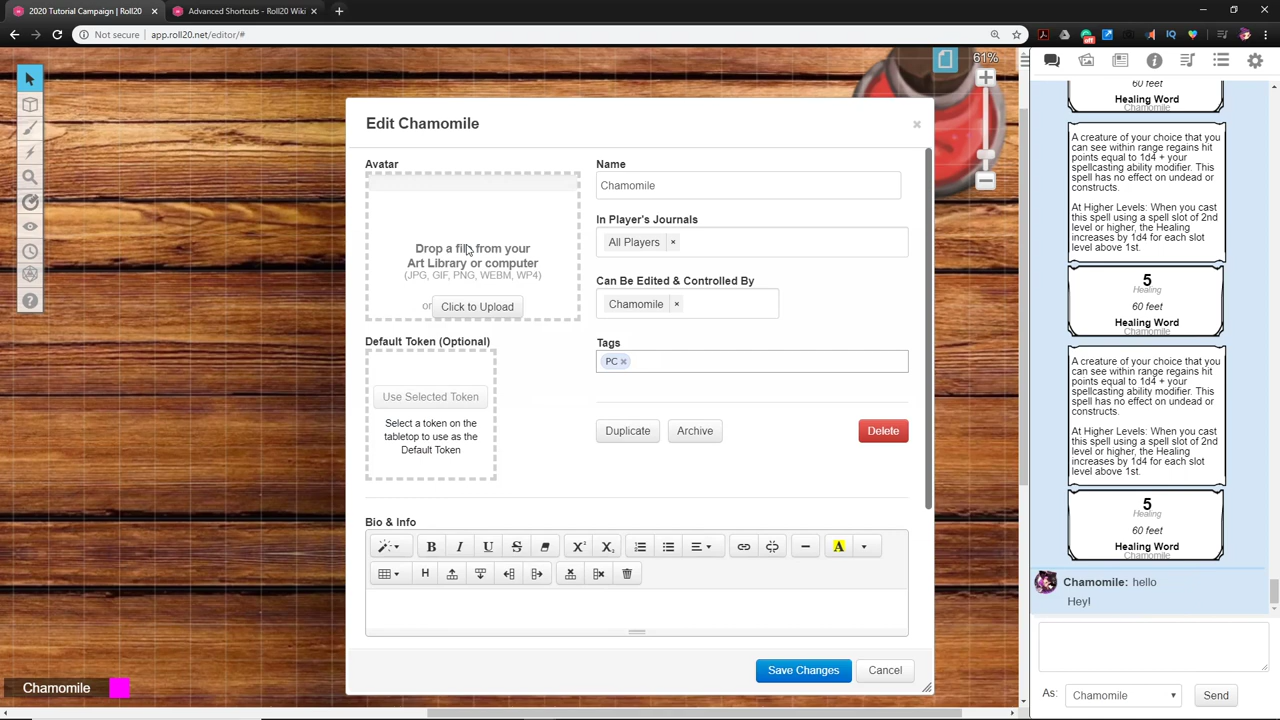 2020 Tutorial Campaign | Roll20
Advanced Shortcuts - Roll20 Wiki
Not secure
app.roll20.net/editor/#
61%
Edit Chamomile
Avatar
Drop a file from your
Art Library or computer
(JPG, GIF, PNG, WEBM, WP4)
or
Click to Upload
Default Token (Optional)
Use Selected Token
Select a token on the
tabletop to use as the
Default Token
Name
Chamomile
In Player's Journals
All Players ×
Can Be Edited & Controlled By
Chamomile ×
Tags
PC ×
Duplicate
Archive
Delete
Bio & Info
Save Changes
Cancel
Chamomile
60 feet
Healing Word
Chamomile
A creature of your choice that you
can see within range regains hit
points equal to 1d4 + your
spellcasting ability modifier. This
spell has no effect on undead or
constructs.
At Higher Levels: When you cast
this spell using a spell slot of 2nd
level or higher, the Healing
increases by 1d4 for each slot
level above 1st.
5
Healing
60 feet
Healing Word
Chamomile
A creature of your choice that you
can see within range regains hit
points equal to 1d4 + your
spellcasting ability modifier. This
spell has no effect on undead or
constructs.
At Higher Levels: When you cast
this spell using a spell slot of 2nd
level or higher, the Healing
increases by 1d4 for each slot
level above 1st.
5
Healing
60 feet
Healing Word
Chamomile
Chamomile: hello
Hey!
As:
Chamomile
Send